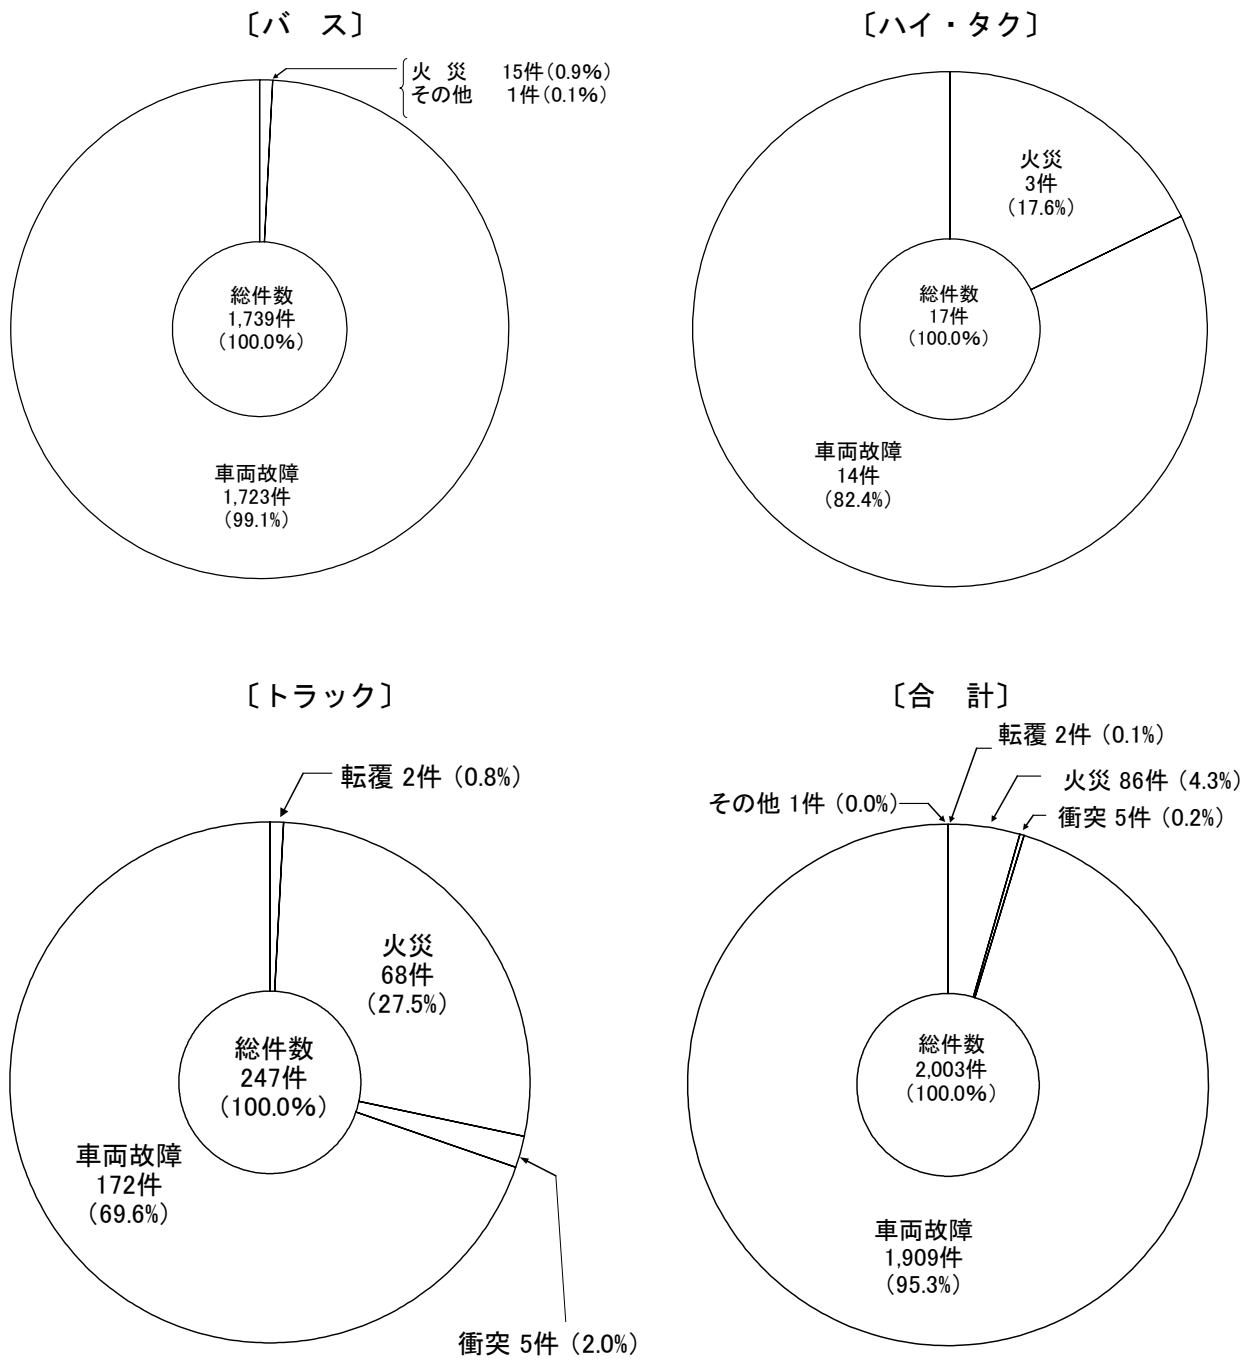 〔バ　ス〕
火　災　15件(0.9%)
その他　1件(0.1%)
総件数
1,739件
(100.0%)
車両故障
1,723件
(99.1%)
〔ハイ・タク〕
火災
3件
(17.6%)
総件数
17件
(100.0%)
車両故障
14件
(82.4%)
〔トラック〕
転覆 2件 (0.8%)
火災
68件
(27.5%)
総件数
247件
(100.0%)
車両故障
172件
(69.6%)
衝突 5件 (2.0%)
〔合　計〕
転覆 2件 (0.1%)
火災 86件 (4.3%)
その他 1件 (0.0%)
衝突 5件 (0.2%)
総件数
2,003件
(100.0%)
車両故障
1,909件
(95.3%)